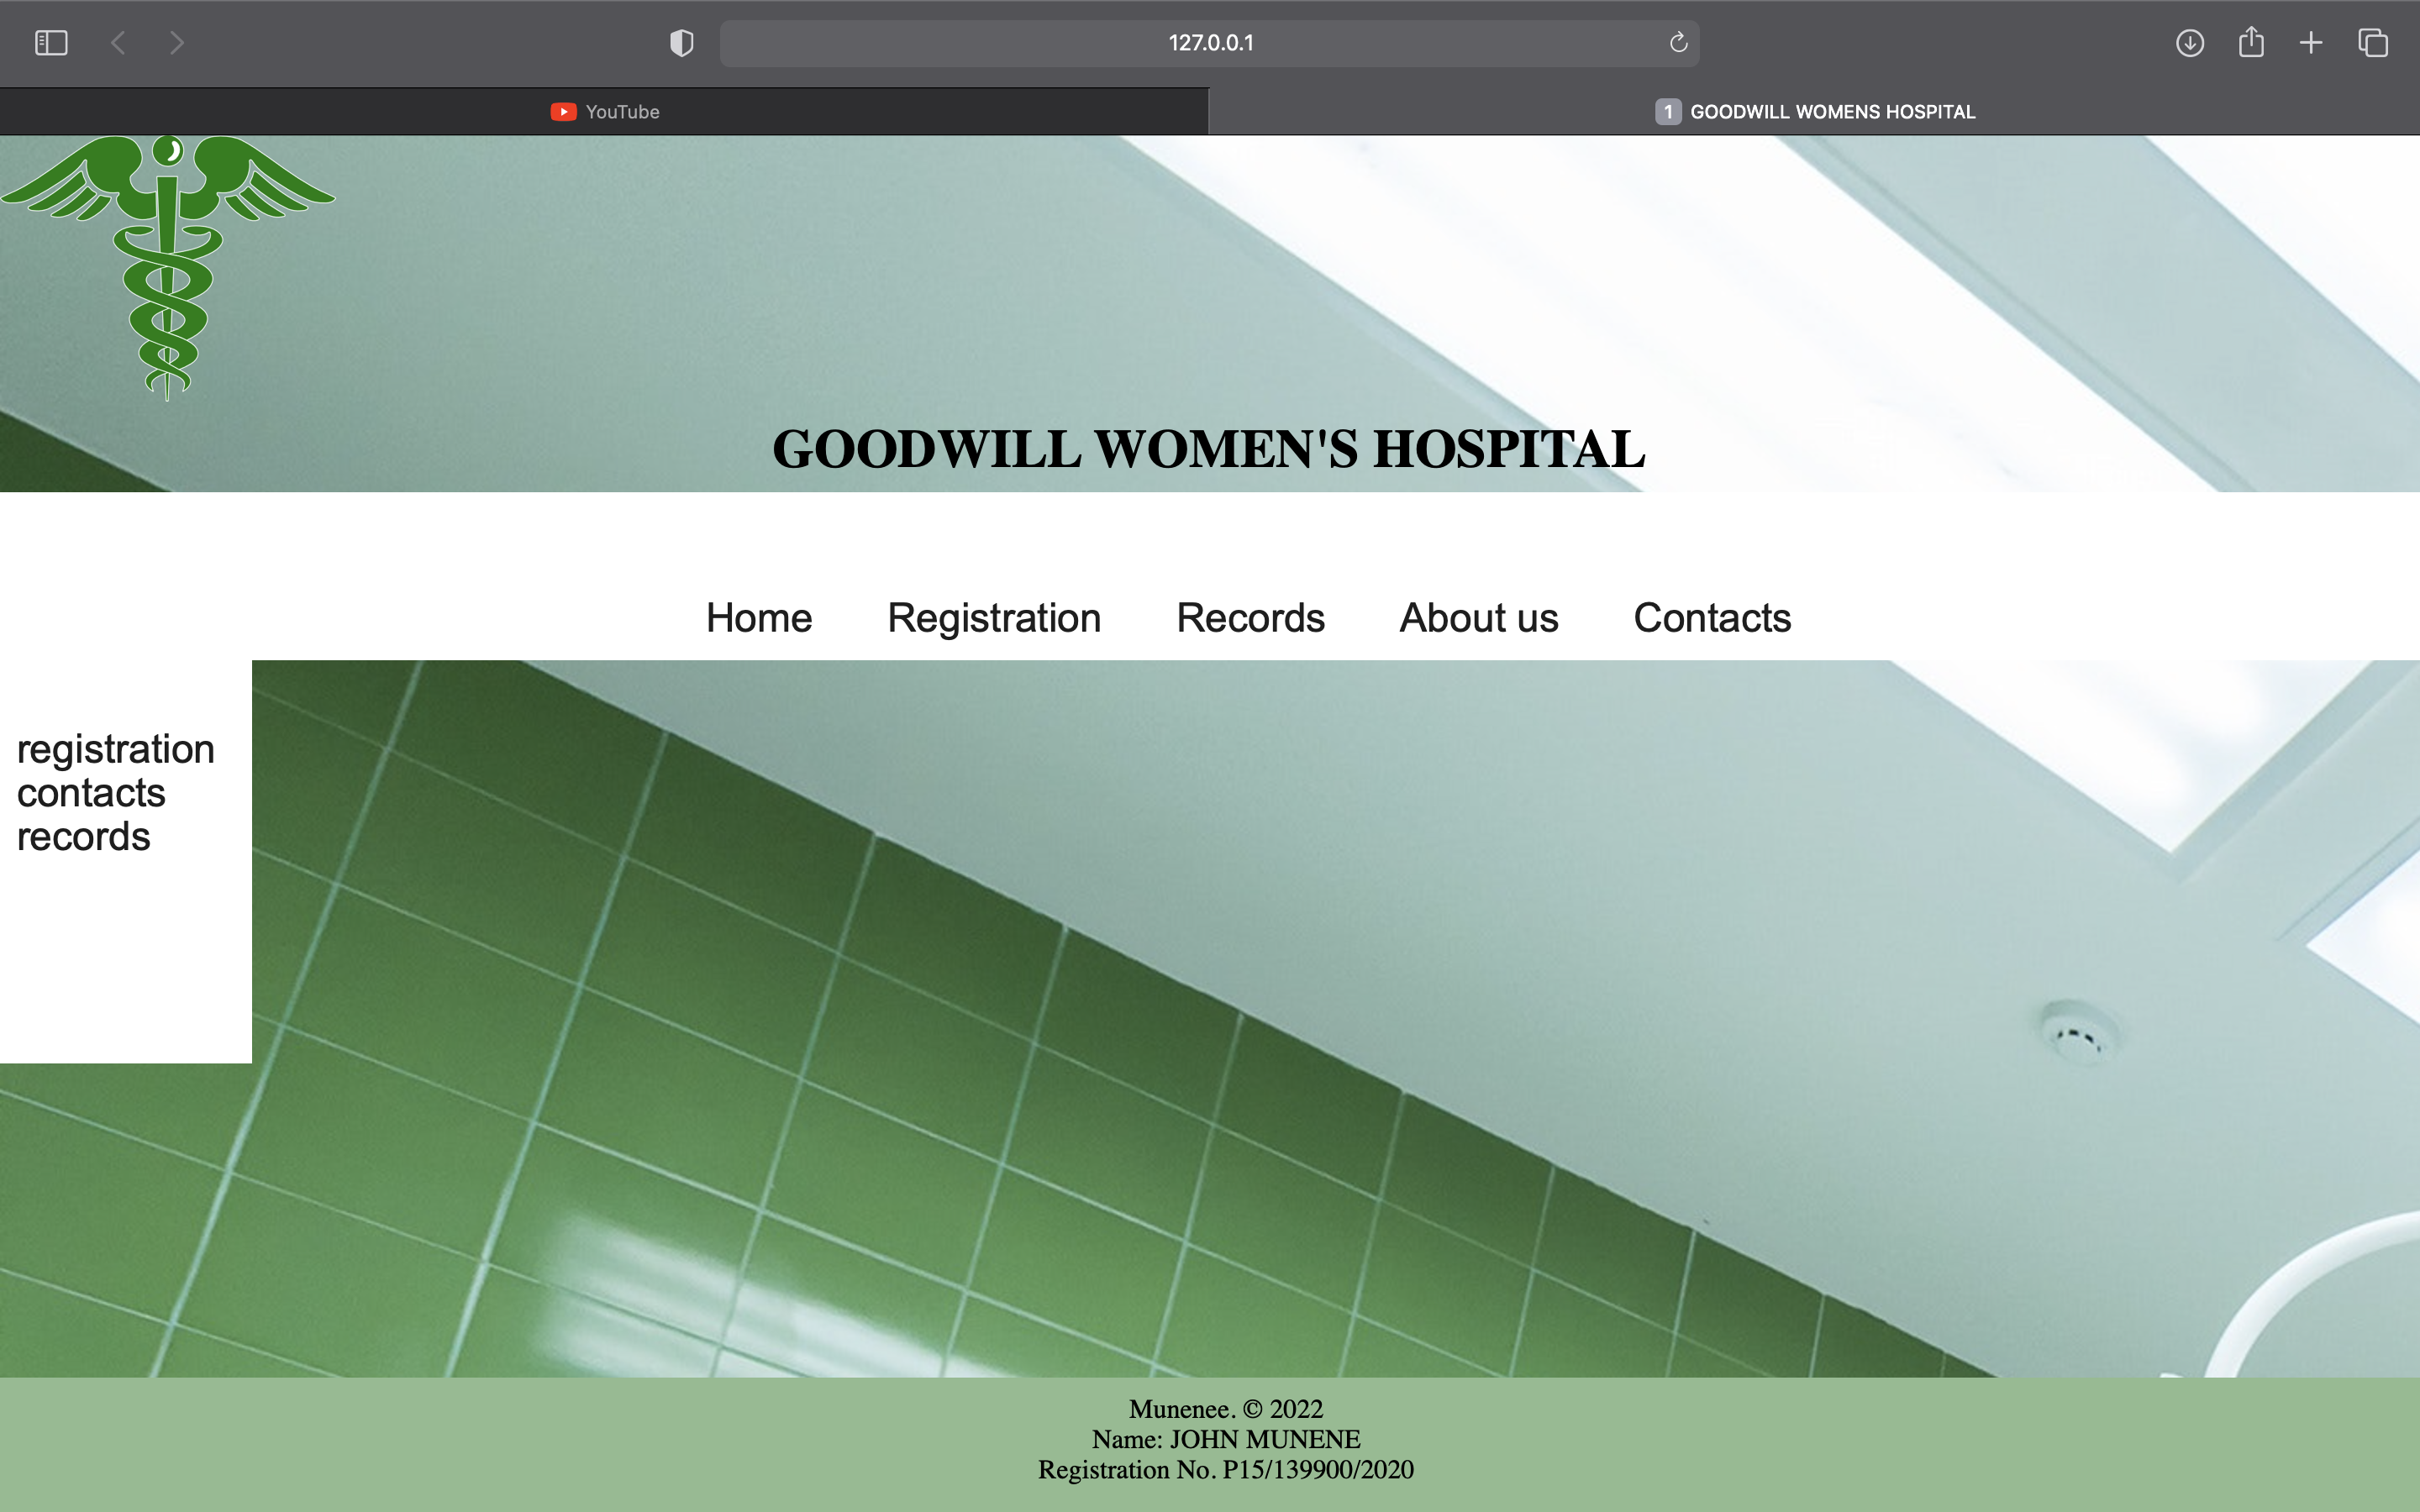 127.0.0.1
YouTube
1 GOODWILL WOMENS HOSPITAL
GOODWILL WOMEN'S HOSPITAL
Home Registration Records About us Contacts
registration
contacts
records
Munenee. © 2022
Name: JOHN MUNENE
Registration No. P15/139900/2020